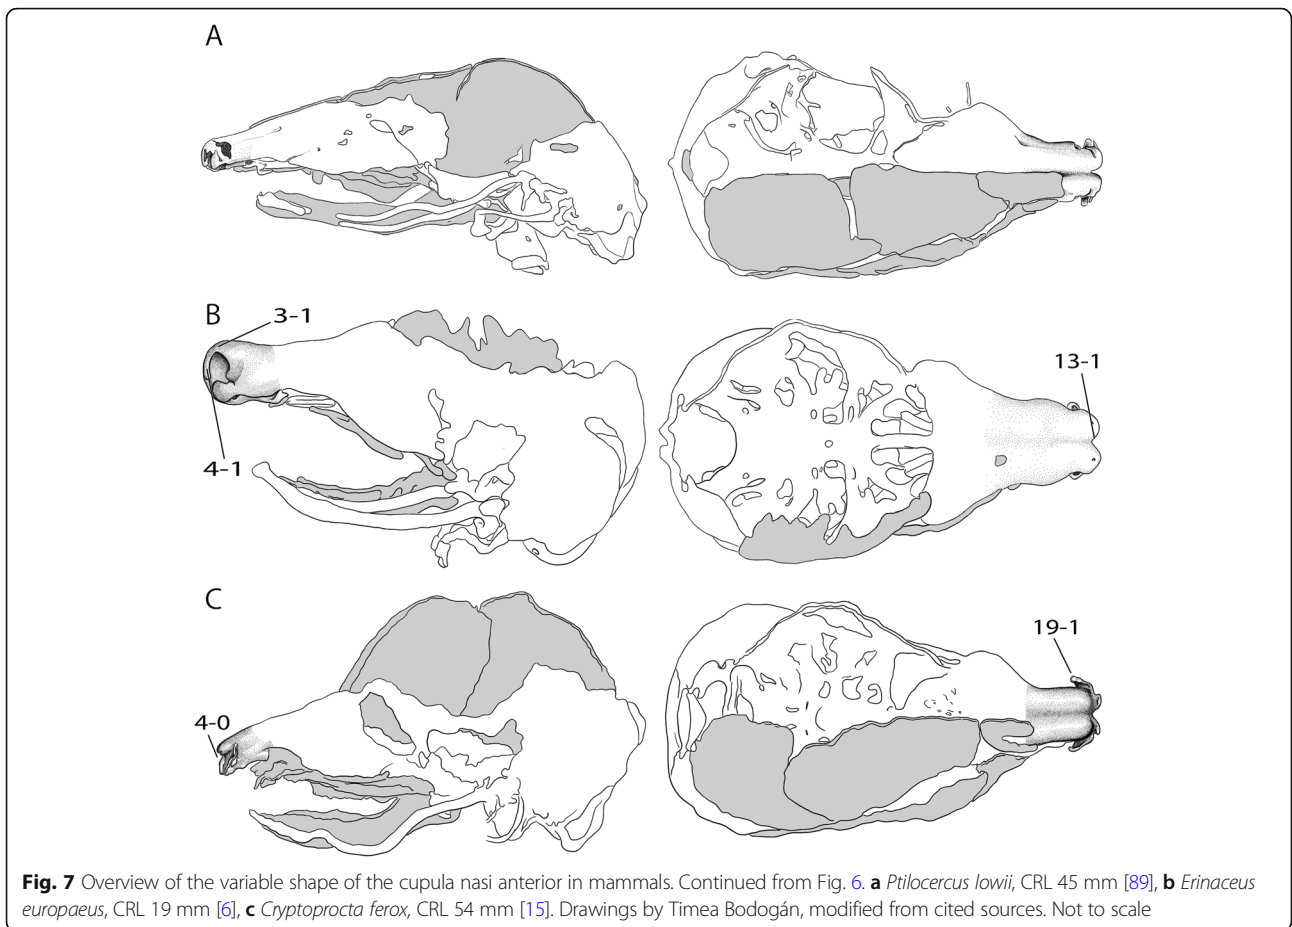 A
B
3-1
4-1
13-1
C
4-0
19-1
Fig. 7 Overview of the variable shape of the cupula nasi anterior in mammals. Continued from Fig. 6. a Ptilocercus lowii, CRL 45 mm [89], b Erinaceus
europaeus, CRL 19 mm [6], c Cryptoprocta ferox, CRL 54 mm [15]. Drawings by Timea Bodogán, modified from cited sources. Not to scale